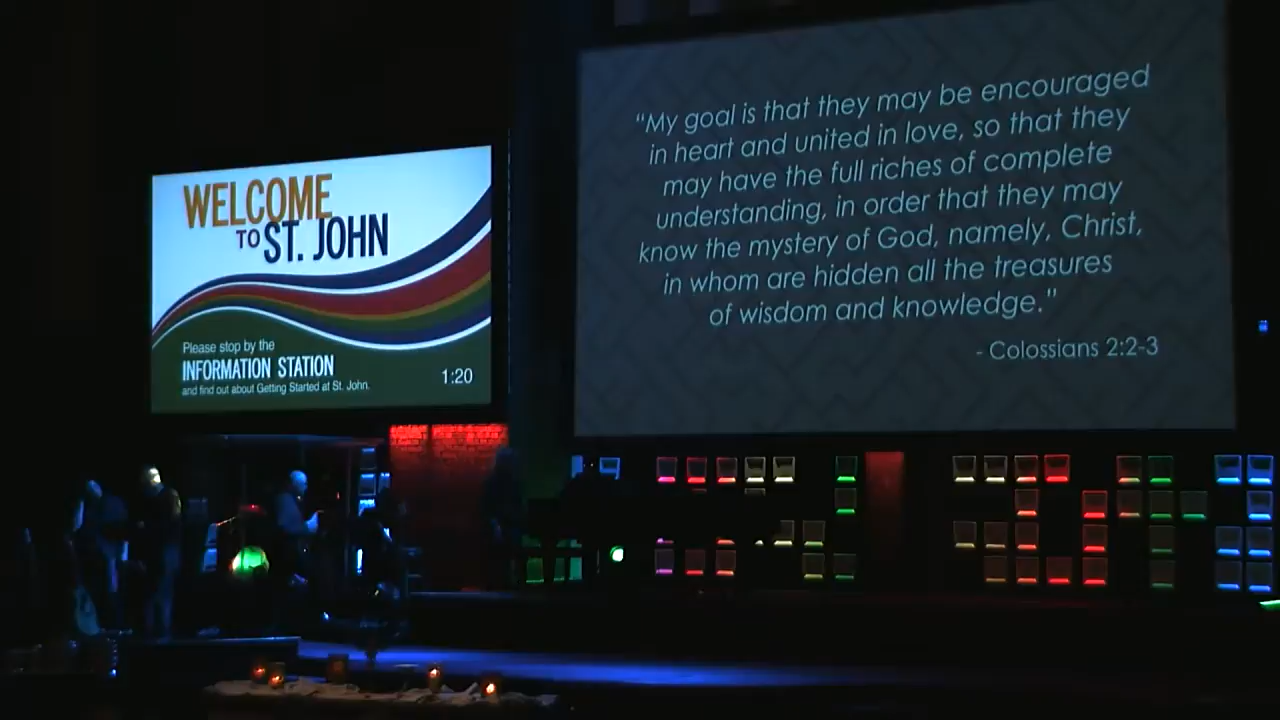 WELCOME
TO ST. JOHN
Please stop by the
INFORMATION STATION
and find out about Getting Started at St. John.
1:20
“My goal is that they may be encouraged
in heart and united in love, so that they
may have the full riches of complete
understanding, in order that they may
know the mystery of God, namely, Christ,
in whom are hidden all the treasures
of wisdom and knowledge.”
- Colossians 2:2-3